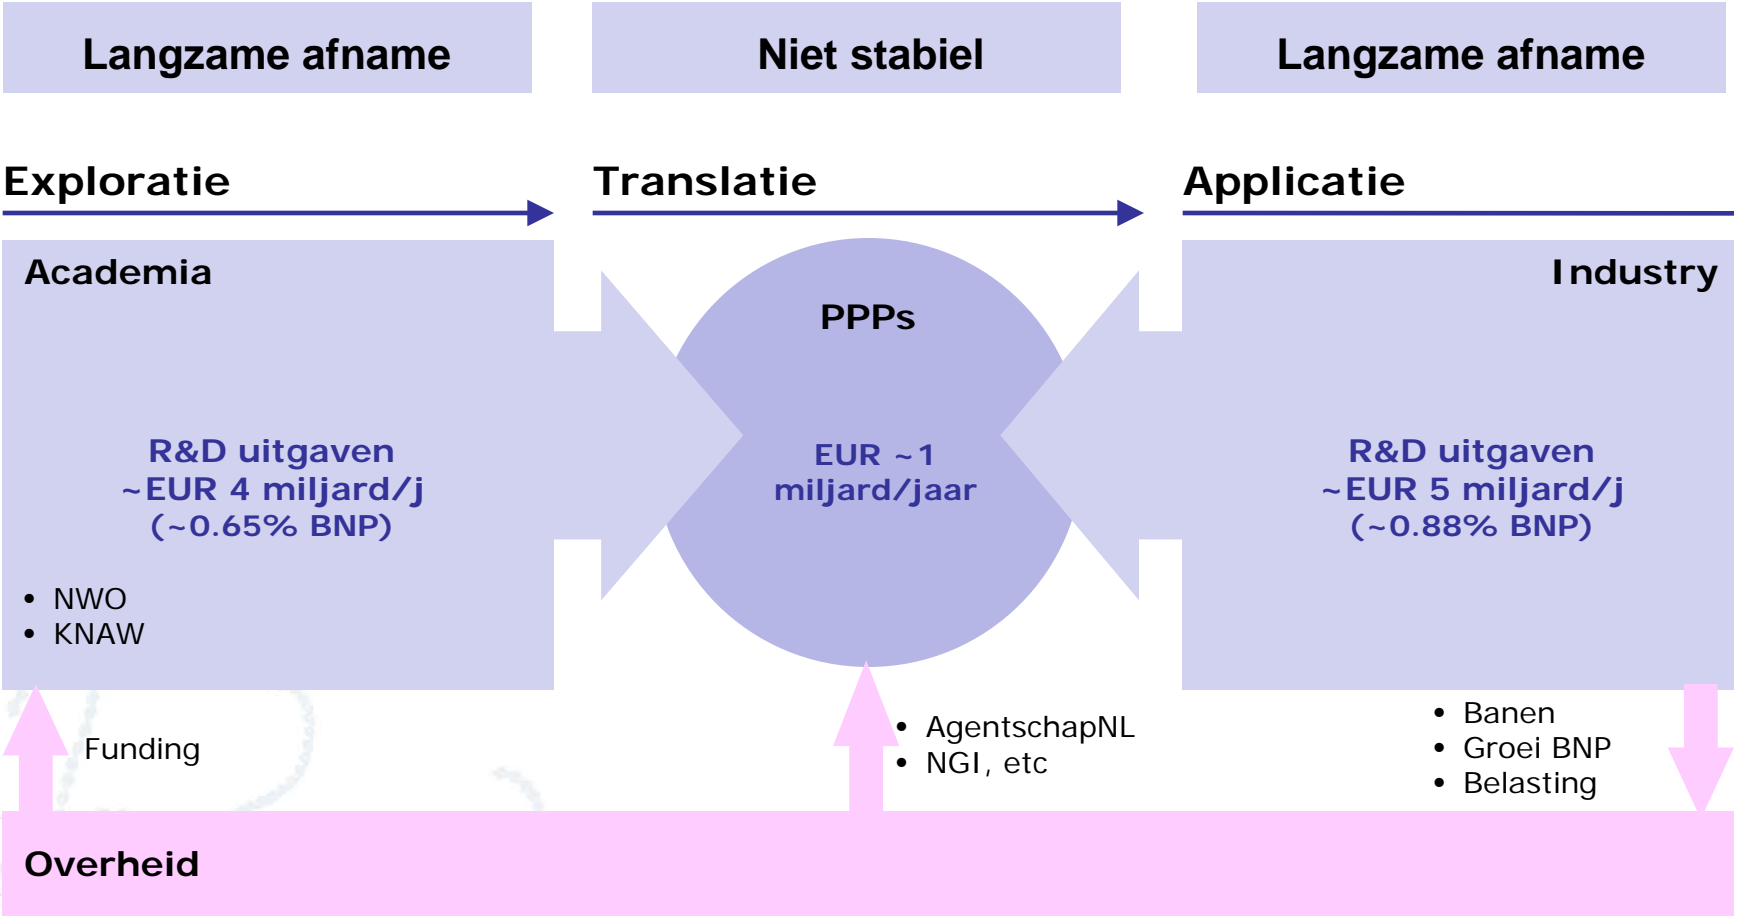 Langzame afname
Niet stabiel
Langzame afname
Exploratie
Translatie
Applicatie
Academia
R&D uitgaven
~EUR 4 miljard/j
(~0.65% BNP)
• NWO
• KNAW
PPPs
EUR ~1
miljard/jaar
Industry
R&D uitgaven
~EUR 5 miljard/j
(~0.88% BNP)
Funding
• AgentschapNL
• NGI, etc
• Banen
• Groei BNP
• Belasting
Overheid